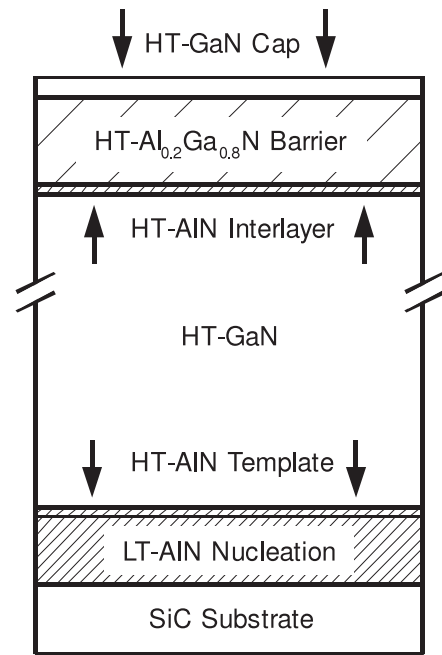 HT-GaN Cap
HT-Al₀.₂Ga₀.₈N Barrier
HT-AlN Interlayer
HT-GaN
HT-AlN Template
LT-AlN Nucleation
SiC Substrate